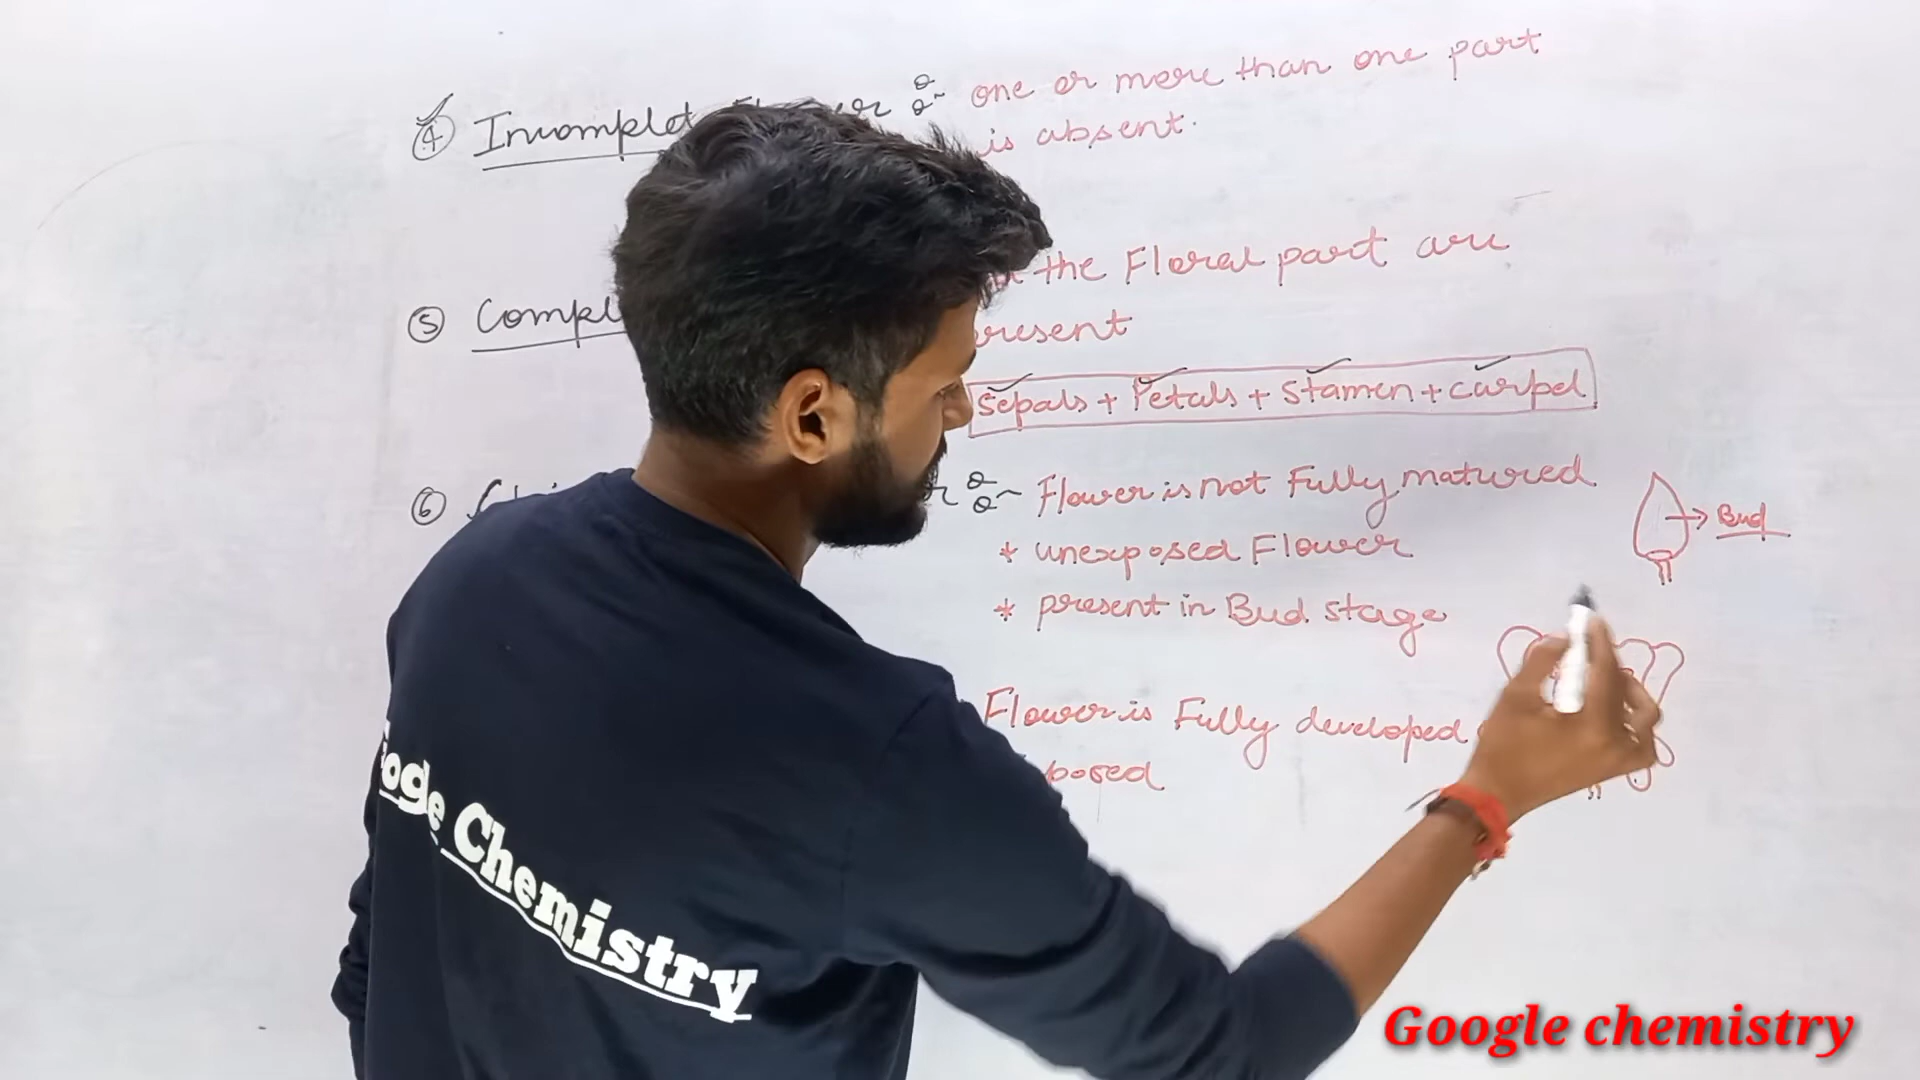 ④ Incomplet one or more than one part
is absent.
the Floral part are
⑤ Compl present
Sepals + Petals + Stamen + carpel
⑥ Flower is not Fully matured
Bud
* unexposed Flower
* present in Bud stage
Flower is Fully developed
posed
oogle Chemistry
Google chemistry